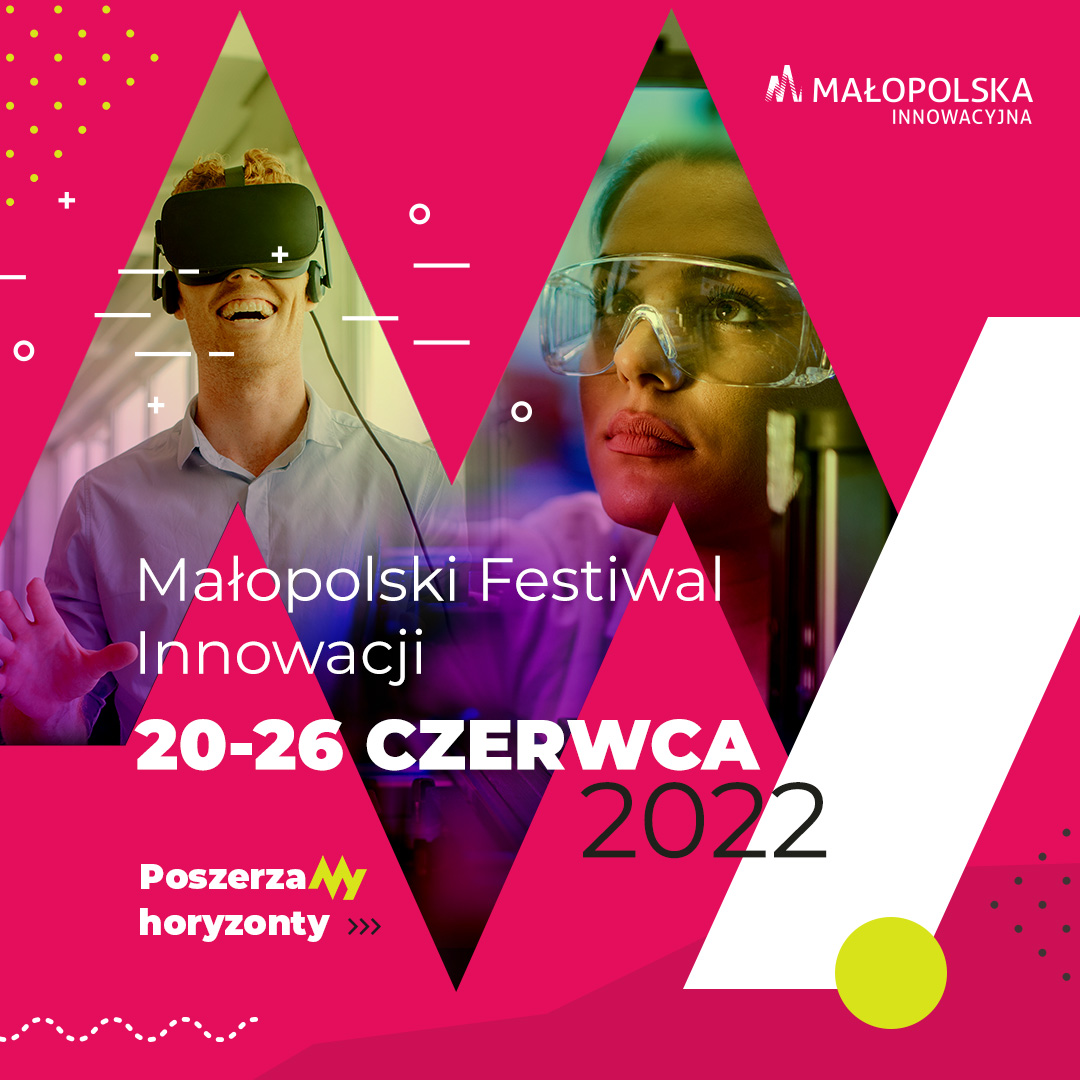 MAŁOPOLSKA
INNOWACYJNA
Małopolski Festiwal
Innowacji
20-26 CZERWCA
2022
PoszerzaMy
horyzonty >>>